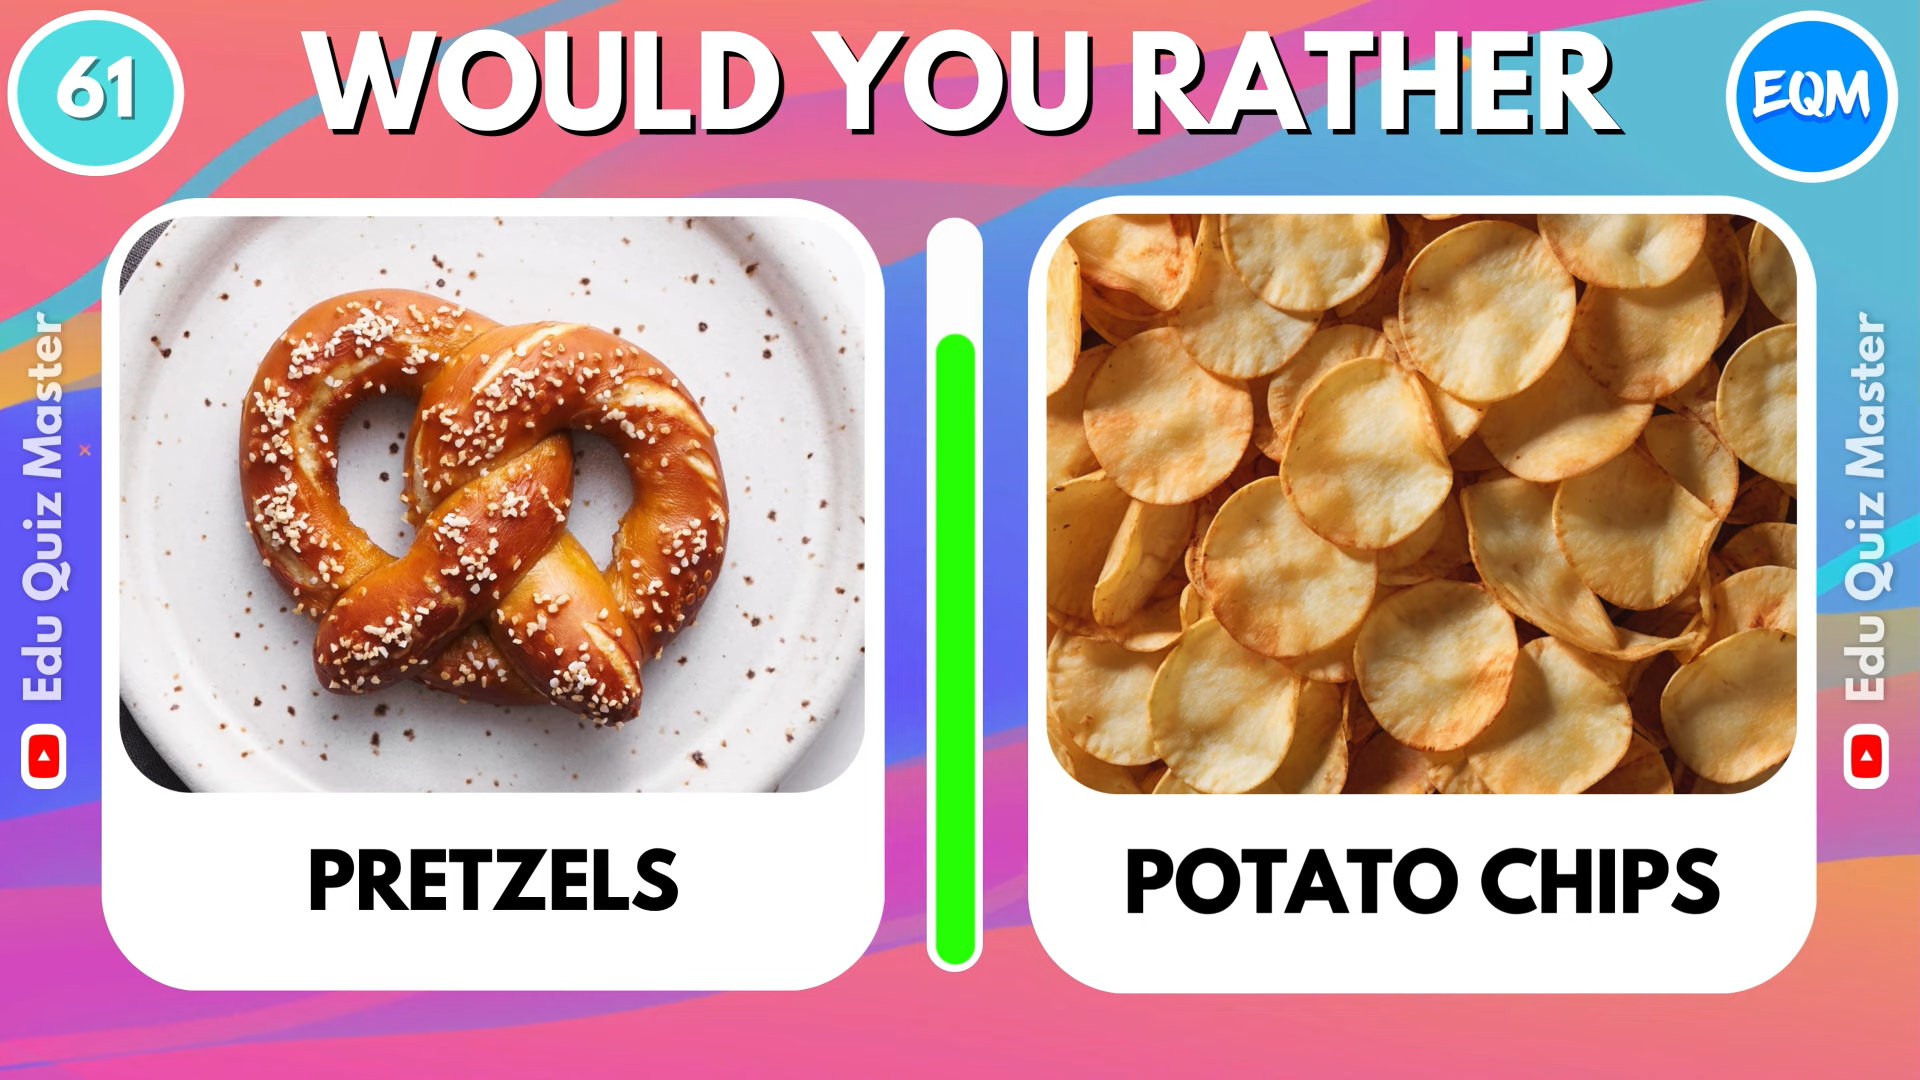 61
WOULD YOU RATHER
EQM
Edu Quiz Master
Edu Quiz Master
PRETZELS
POTATO CHIPS